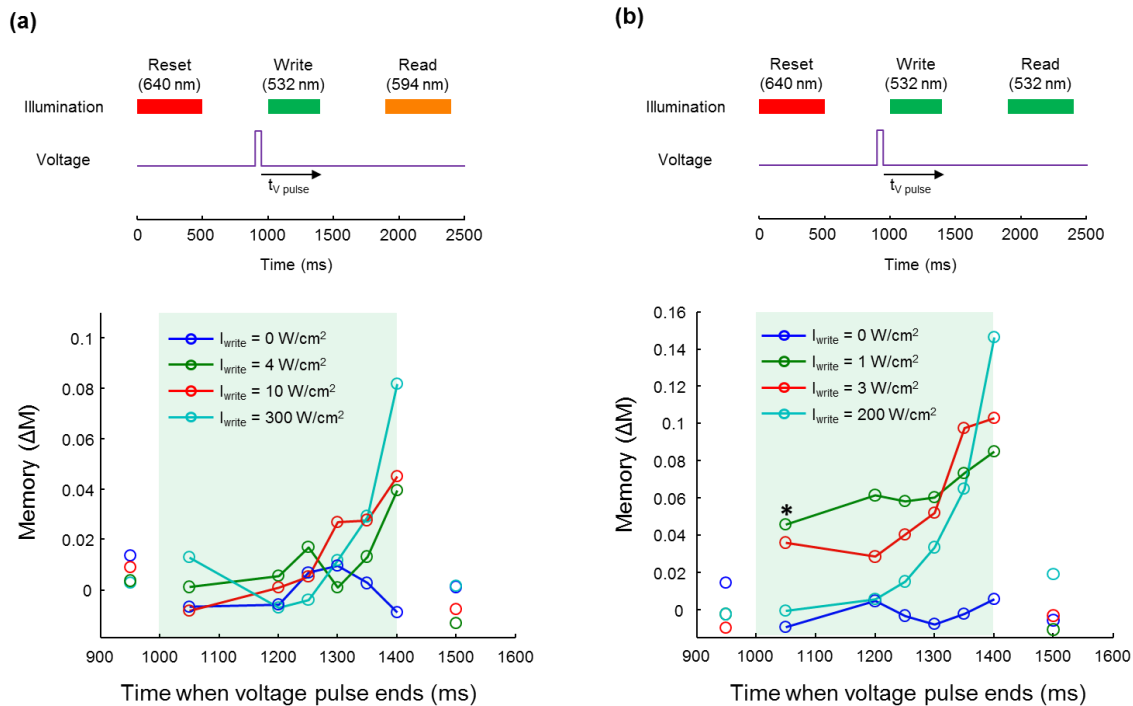 (a)
Reset
(640 nm)
Write
(532 nm)
Read
(594 nm)
Illumination
Voltage
tV pulse
0 500 1000 1500 2000 2500
Time (ms)
Memory (ΔM)
0.1
0.08
0.06
0.04
0.02
0
Iwrite = 0 W/cm²
Iwrite = 4 W/cm²
Iwrite = 10 W/cm²
Iwrite = 300 W/cm²
900 1000 1100 1200 1300 1400 1500 1600
Time when voltage pulse ends (ms)
(b)
Reset
(640 nm)
Write
(532 nm)
Read
(532 nm)
Illumination
Voltage
tV pulse
0 500 1000 1500 2000 2500
Time (ms)
Memory (ΔM)
0.16
0.14
0.12
0.1
0.08
0.06
0.04
0.02
0
Iwrite = 0 W/cm²
Iwrite = 1 W/cm²
Iwrite = 3 W/cm²
Iwrite = 200 W/cm²
*
900 1000 1100 1200 1300 1400 1500 1600
Time when voltage pulse ends (ms)